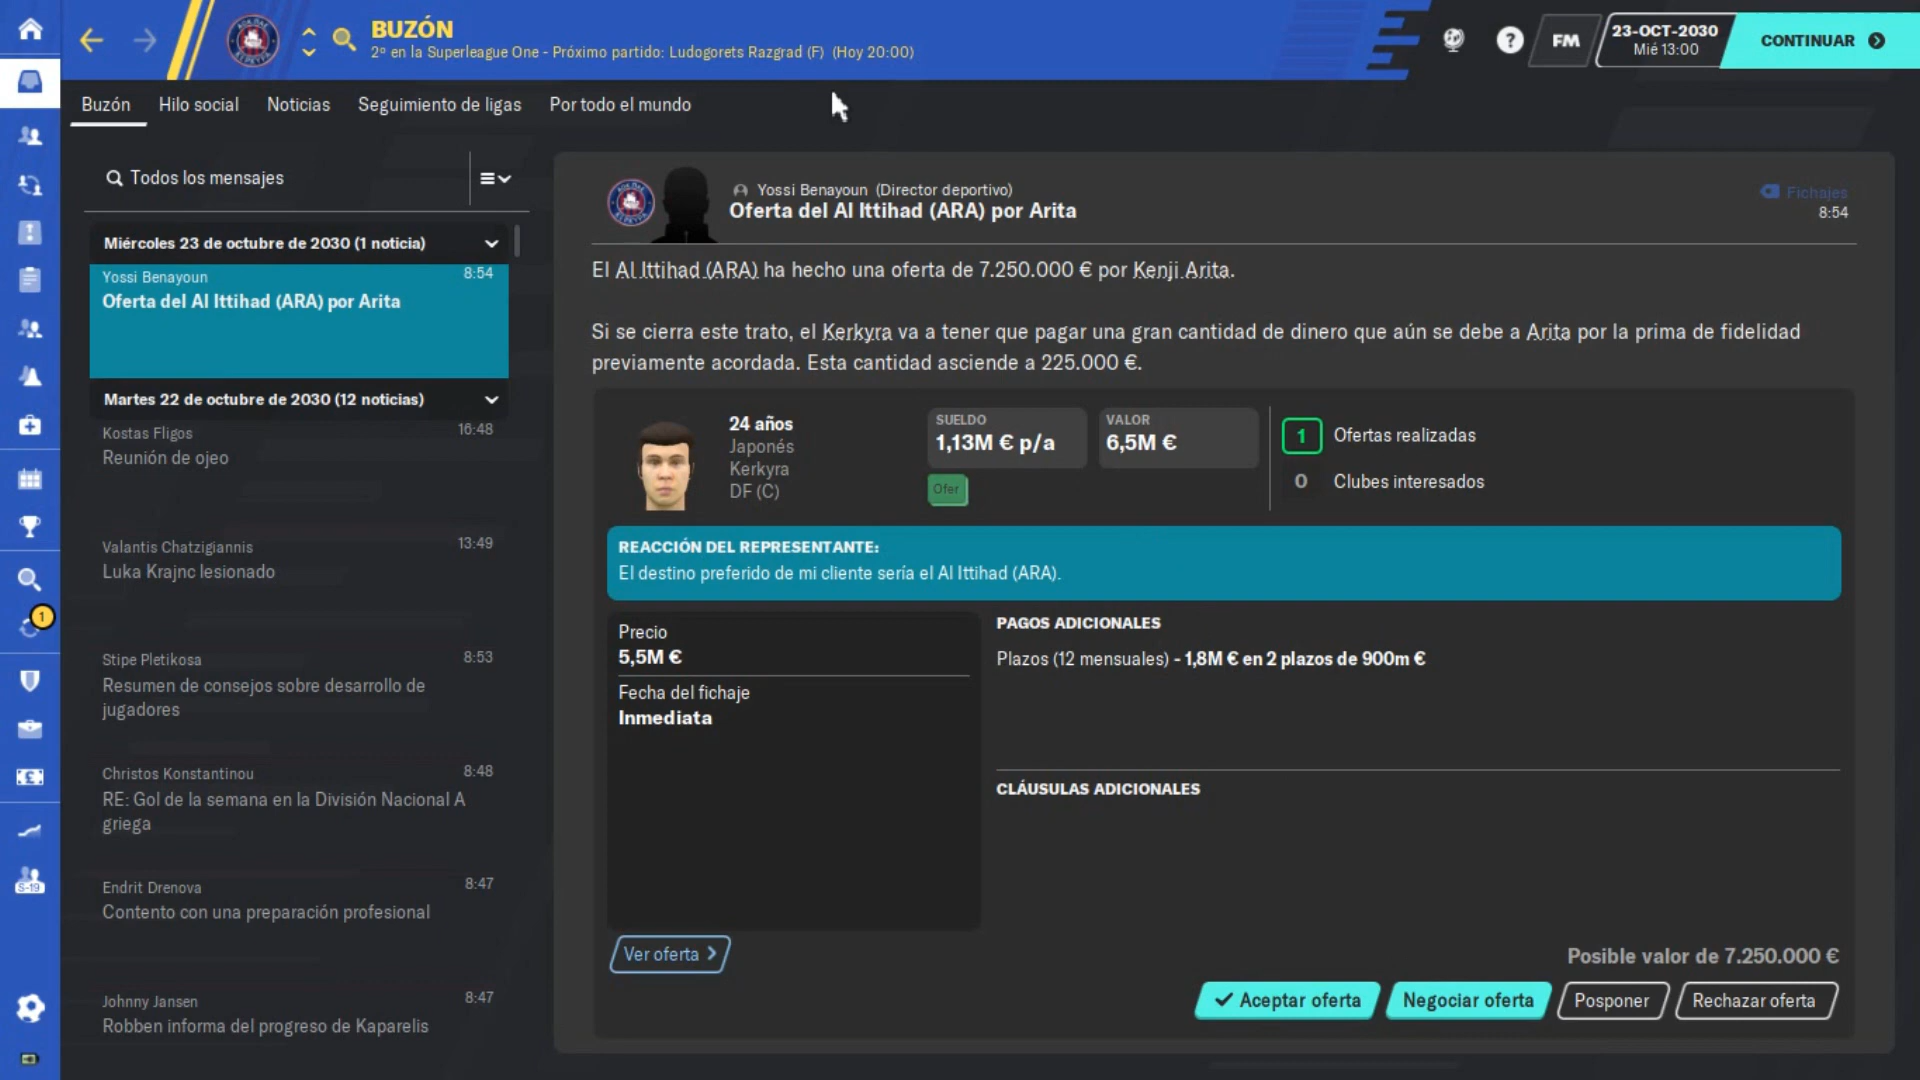 BUZÓN
2º en la Superleague One - Próximo partido: Ludogorets Razgrad (F) (Hoy 20:00)
?
FM
23-OCT-2030
Mié 13:00
CONTINUAR
Buzón
Hilo social
Noticias
Seguimiento de ligas
Por todo el mundo
Todos los mensajes
Miércoles 23 de octubre de 2030 (1 noticia)
Yossi Benayoun
8:54
Oferta del Al Ittihad (ARA) por Arita
Martes 22 de octubre de 2030 (12 noticias)
Kostas Fligos
16:48
Reunión de ojeo
Valantis Chatzigiannis
13:49
Luka Krajnc lesionado
Stipe Pletikosa
8:53
Resumen de consejos sobre desarrollo de
jugadores
Christos Konstantinou
8:48
RE: Gol de la semana en la División Nacional A
griega
Endrit Drenova
8:47
Contento con una preparación profesional
Johnny Jansen
8:47
Robben informa del progreso de Kaparelis
1
S-19
Yossi Benayoun (Director deportivo)
Oferta del Al Ittihad (ARA) por Arita
Fichajes
8:54
El Al Ittihad (ARA) ha hecho una oferta de 7.250.000 € por Kenji Arita.
Si se cierra este trato, el Kerkyra va a tener que pagar una gran cantidad de dinero que aún se debe a Arita por la prima de fidelidad
previamente acordada. Esta cantidad asciende a 225.000 €.
24 años
Japonés
Kerkyra
DF (C)
SUELDO
1,13M € p/a
VALOR
6,5M €
Ofer
1 Ofertas realizadas
0 Clubes interesados
REACCIÓN DEL REPRESENTANTE:
El destino preferido de mi cliente sería el Al Ittihad (ARA).
Precio
5,5M €
Fecha del fichaje
Inmediata
PAGOS ADICIONALES
Plazos (12 mensuales) - 1,8M € en 2 plazos de 900m €
CLÁUSULAS ADICIONALES
Ver oferta
Posible valor de 7.250.000 €
Aceptar oferta
Negociar oferta
Posponer
Rechazar oferta